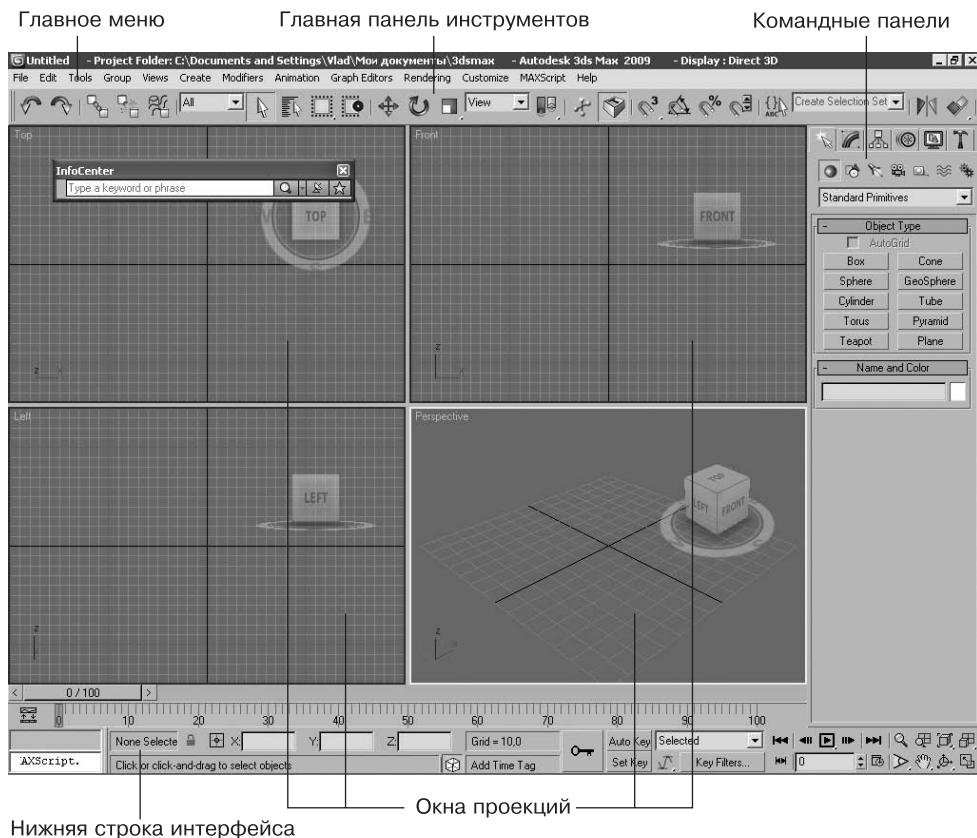 Главное меню
Главная панель инструментов
Командные панели
Untitled - Project Folder: C:\Documents and Settings\Vlad\Мои документы\3dsmax - Autodesk 3ds Max 2009 - Display : Direct 3D
File Edit Tools Group Views Create Modifiers Animation Graph Editors Rendering Customize MAXScript Help
All
View
3
%
ABC
Create Selection Set
Top
Front
InfoCenter
Type a keyword or phrase
TOP
FRONT
Standard Primitives
Object Type
AutoGrid
Box Cone
Sphere GeoSphere
Cylinder Tube
Torus Pyramid
Teapot Plane
Name and Color
z x
z
Left
Perspective
LEFT
TOP
LEFT FRONT
z
z
0 / 100
0 10 20 30 40 50 60 70 80 90 100
None Selecte X: Y: Z: Grid = 10,0 Auto Key Selected
AXScript. Click or click-and-drag to select objects Add Time Tag Set Key Key Filters... 0
Окна проекций
Нижняя строка интерфейса